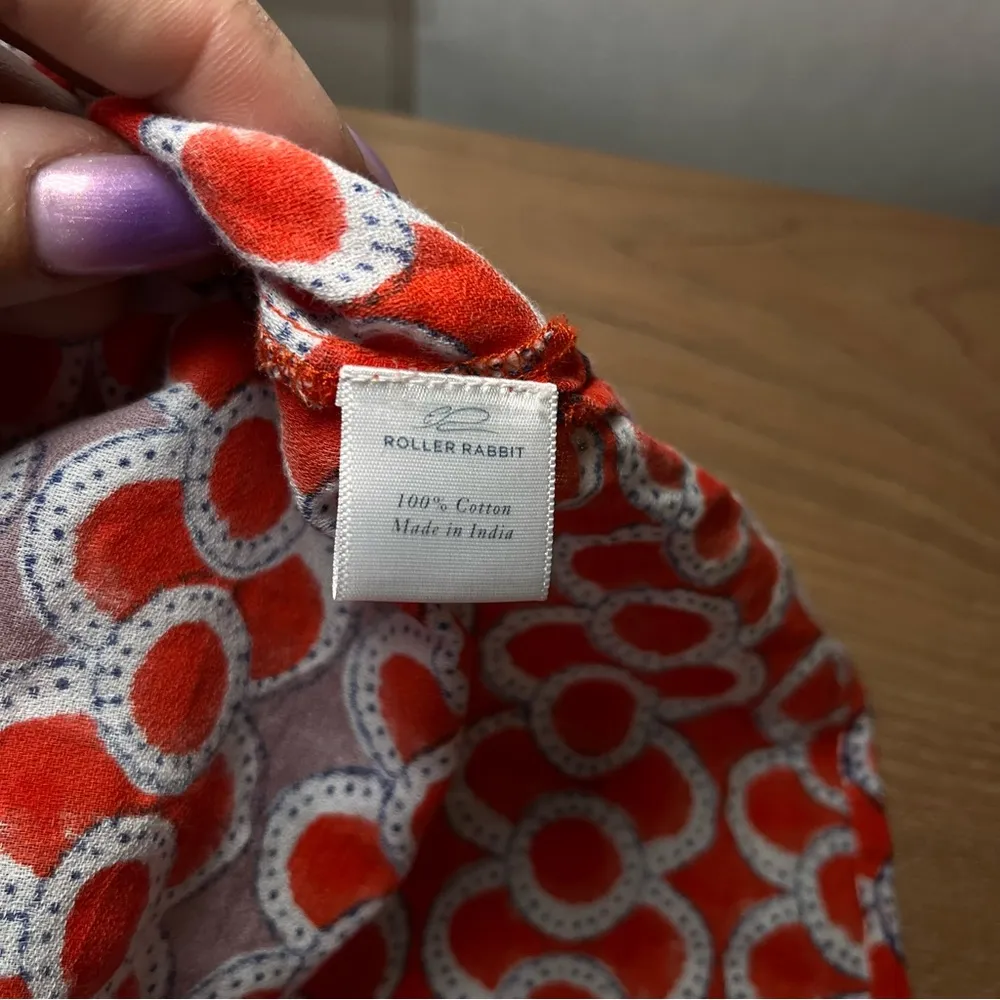 ROLLER RABBIT
100% Cotton
Made in India